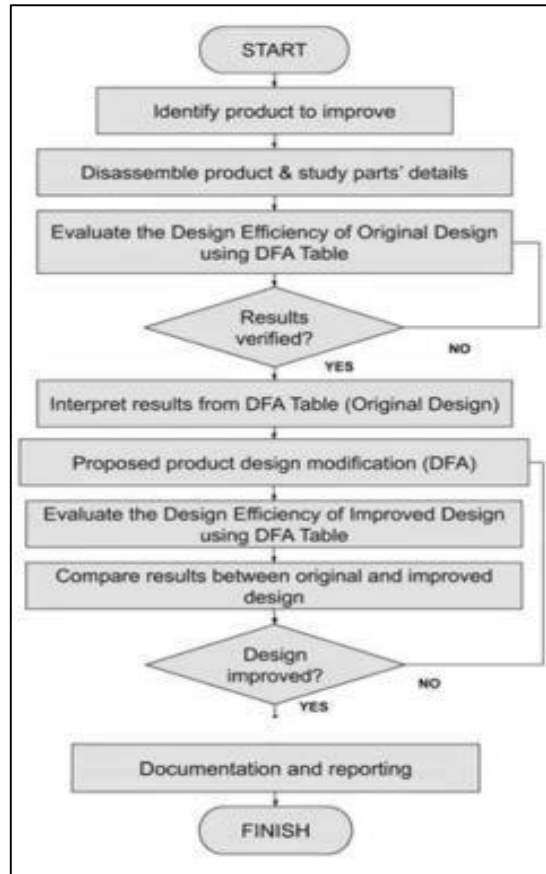 START
Identify product to improve
Disassemble product & study parts' details
Evaluate the Design Efficiency of Original Design
using DFA Table
Results
verified?
NO
YES
Interpret results from DFA Table (Original Design)
Proposed product design modification (DFA)
Evaluate the Design Efficiency of Improved Design
using DFA Table
Compare results between original and improved
design
Design
improved?
NO
YES
Documentation and reporting
FINISH